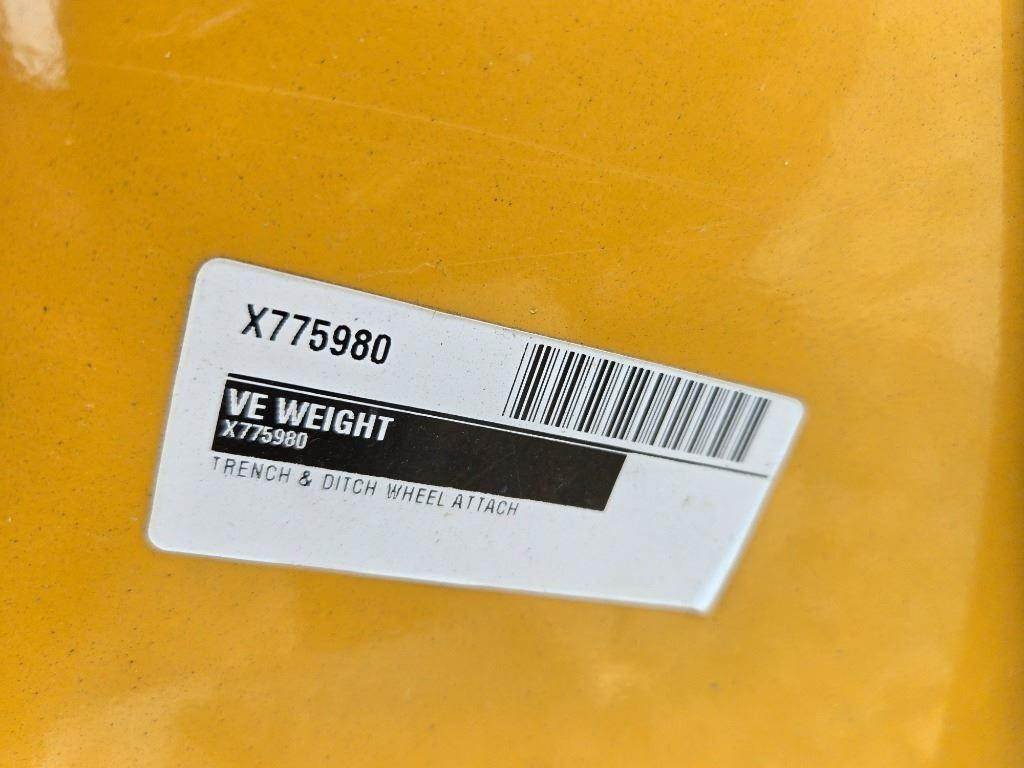 X775980
VE WEIGHT
X775980
TRENCH & DITCH WHEEL ATTACH